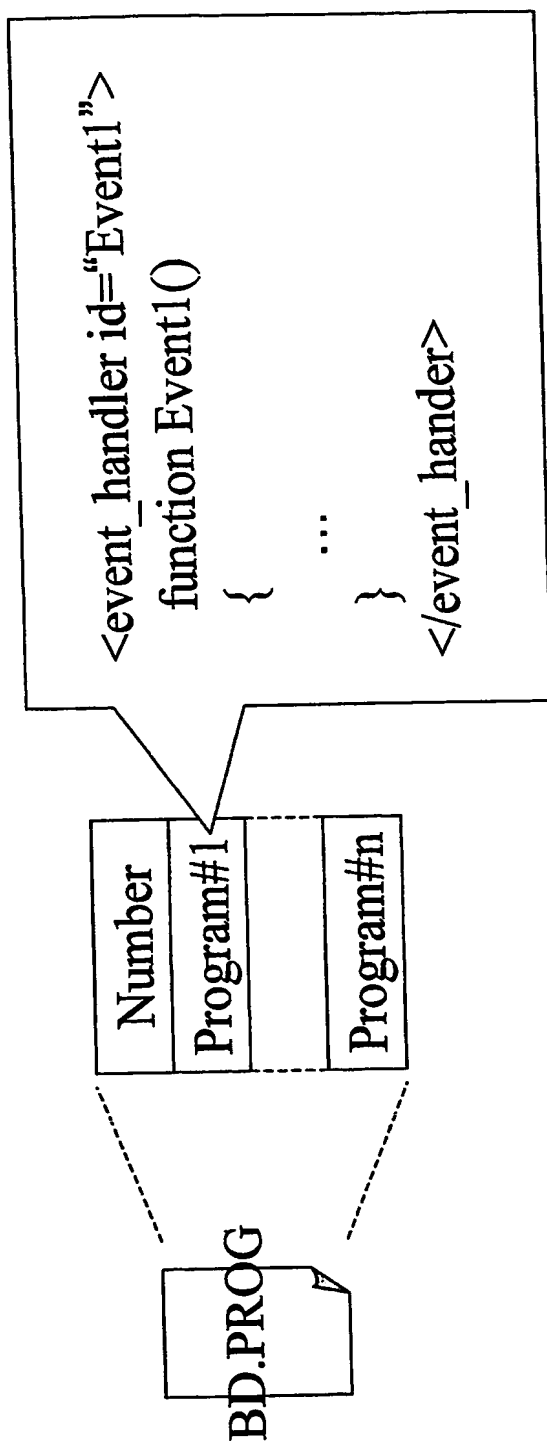 BD.PROG
Number
Program#1
Program#n
<event_handler id=“Event1”>
function Event1()
{
...
}
</event_hander>